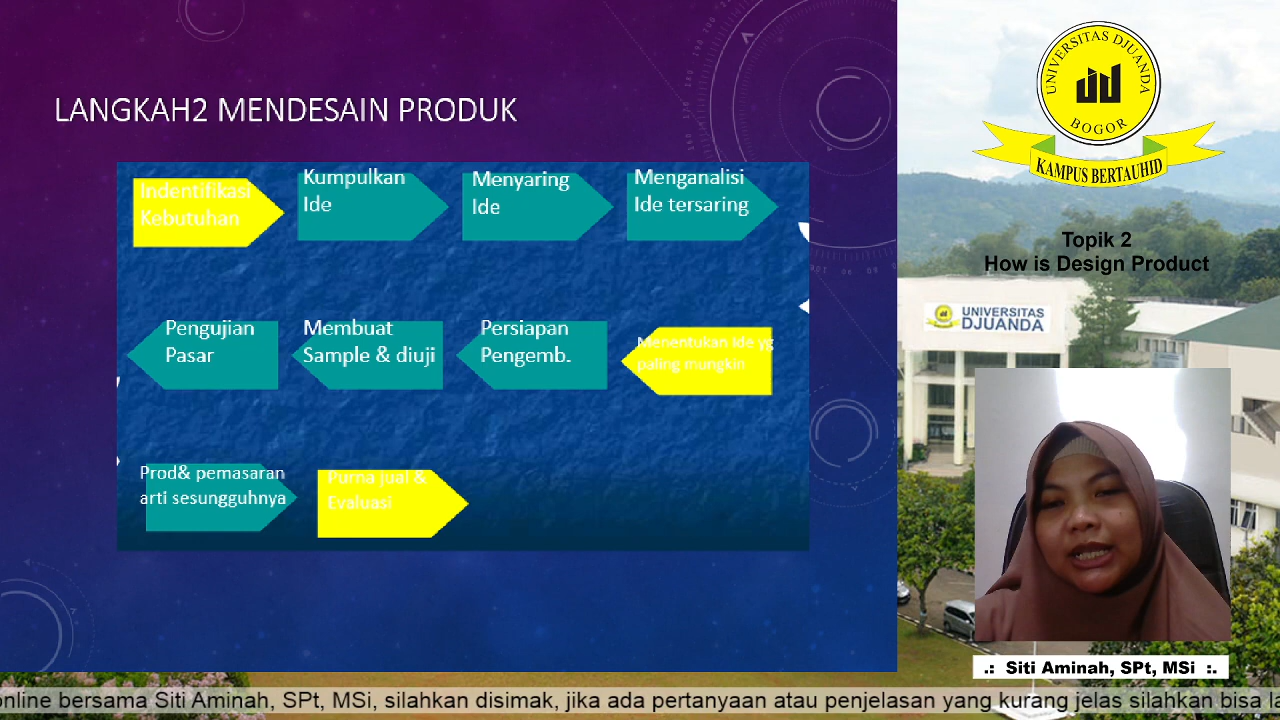 LANGKAH2 MENDESAIN PRODUK
Indentifikasi
Kebutuhan
Kumpulkan
Ide
Menyaring
Ide
Menganalisi
Ide tersaring
Pengujian
Pasar
Membuat
Sample & diuji
Persiapan
Pengemb.
Menentukan Ide yg
paling mungkin
Prod& pemasaran
arti sesungguhnya
Purna jual &
Evaluasi
UNIVERSITAS DJUANDA
BOGOR
KAMPUS BERTAUHID
Topik 2
How is Design Product
UNIVERSITAS
DJUANDA
.: Siti Aminah, SPt, MSi :.
online bersama Siti Aminah, SPt, MSi, silahkan disimak, jika ada pertanyaan atau penjelasan yang kurang jelas silahkan bisa la